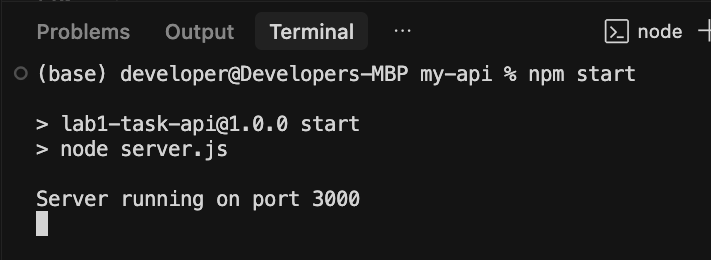 Problems Output Terminal ··· node
(base) developer@Developers-MBP my-api % npm start
> lab1-task-api@1.0.0 start
> node server.js
Server running on port 3000